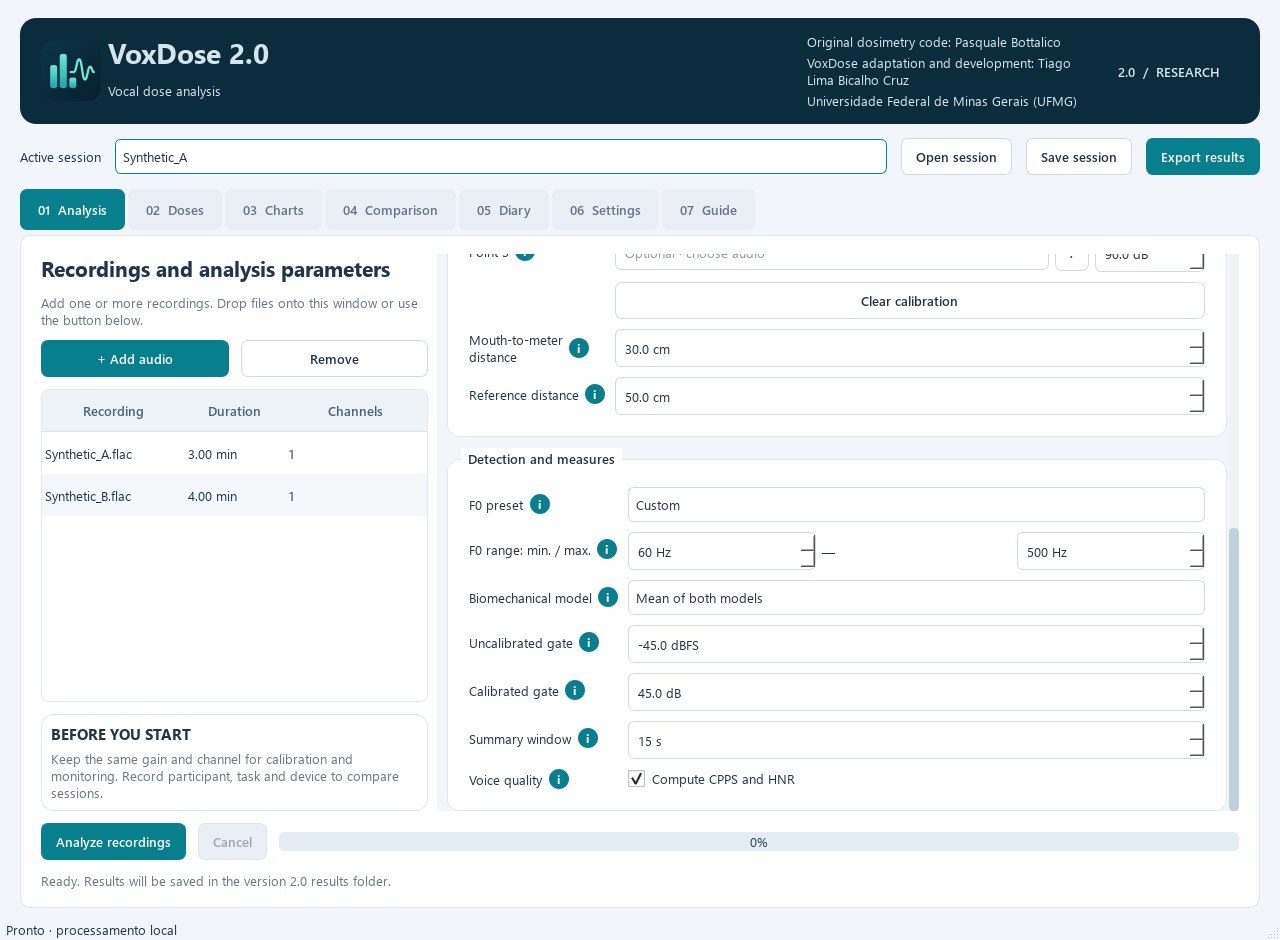 VoxDose 2.0
Vocal dose analysis
Original dosimetry code: Pasquale Bottalico
VoxDose adaptation and development: Tiago
Lima Bicalho Cruz
Universidade Federal de Minas Gerais (UFMG)
2.0 / RESEARCH
Active session
Synthetic_A
Open session
Save session
Export results
01 Analysis
02 Doses
03 Charts
04 Comparison
05 Diary
06 Settings
07 Guide
Recordings and analysis parameters
Add one or more recordings. Drop files onto this window or use
the button below.
+ Add audio
Remove
Recording Duration Channels
Synthetic_A.flac 3.00 min 1
Synthetic_B.flac 4.00 min 1
BEFORE YOU START
Keep the same gain and channel for calibration and
monitoring. Record participant, task and device to compare
sessions.
Optional · choose audio
90.0 dB
Clear calibration
Mouth-to-meter
distance
i
30.0 cm
Reference distance i 50.0 cm
Detection and measures
F0 preset i Custom
F0 range: min. / max. i 60 Hz — 500 Hz
Biomechanical model i Mean of both models
Uncalibrated gate i -45.0 dBFS
Calibrated gate i 45.0 dB
Summary window i 15 s
Voice quality i Compute CPPS and HNR
Analyze recordings
Cancel
0%
Ready. Results will be saved in the version 2.0 results folder.
Pronto · processamento local